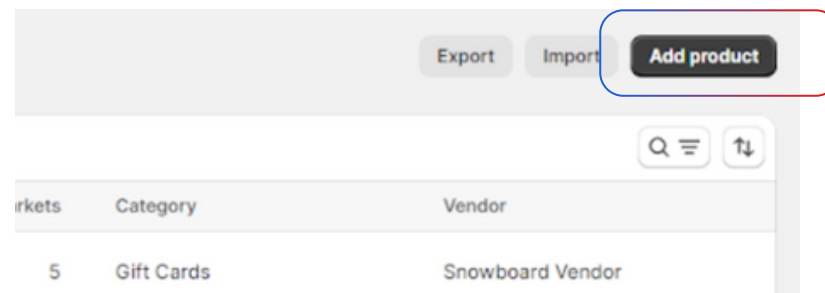 Export Import Add product
rkets Category Vendor
5 Gift Cards Snowboard Vendor